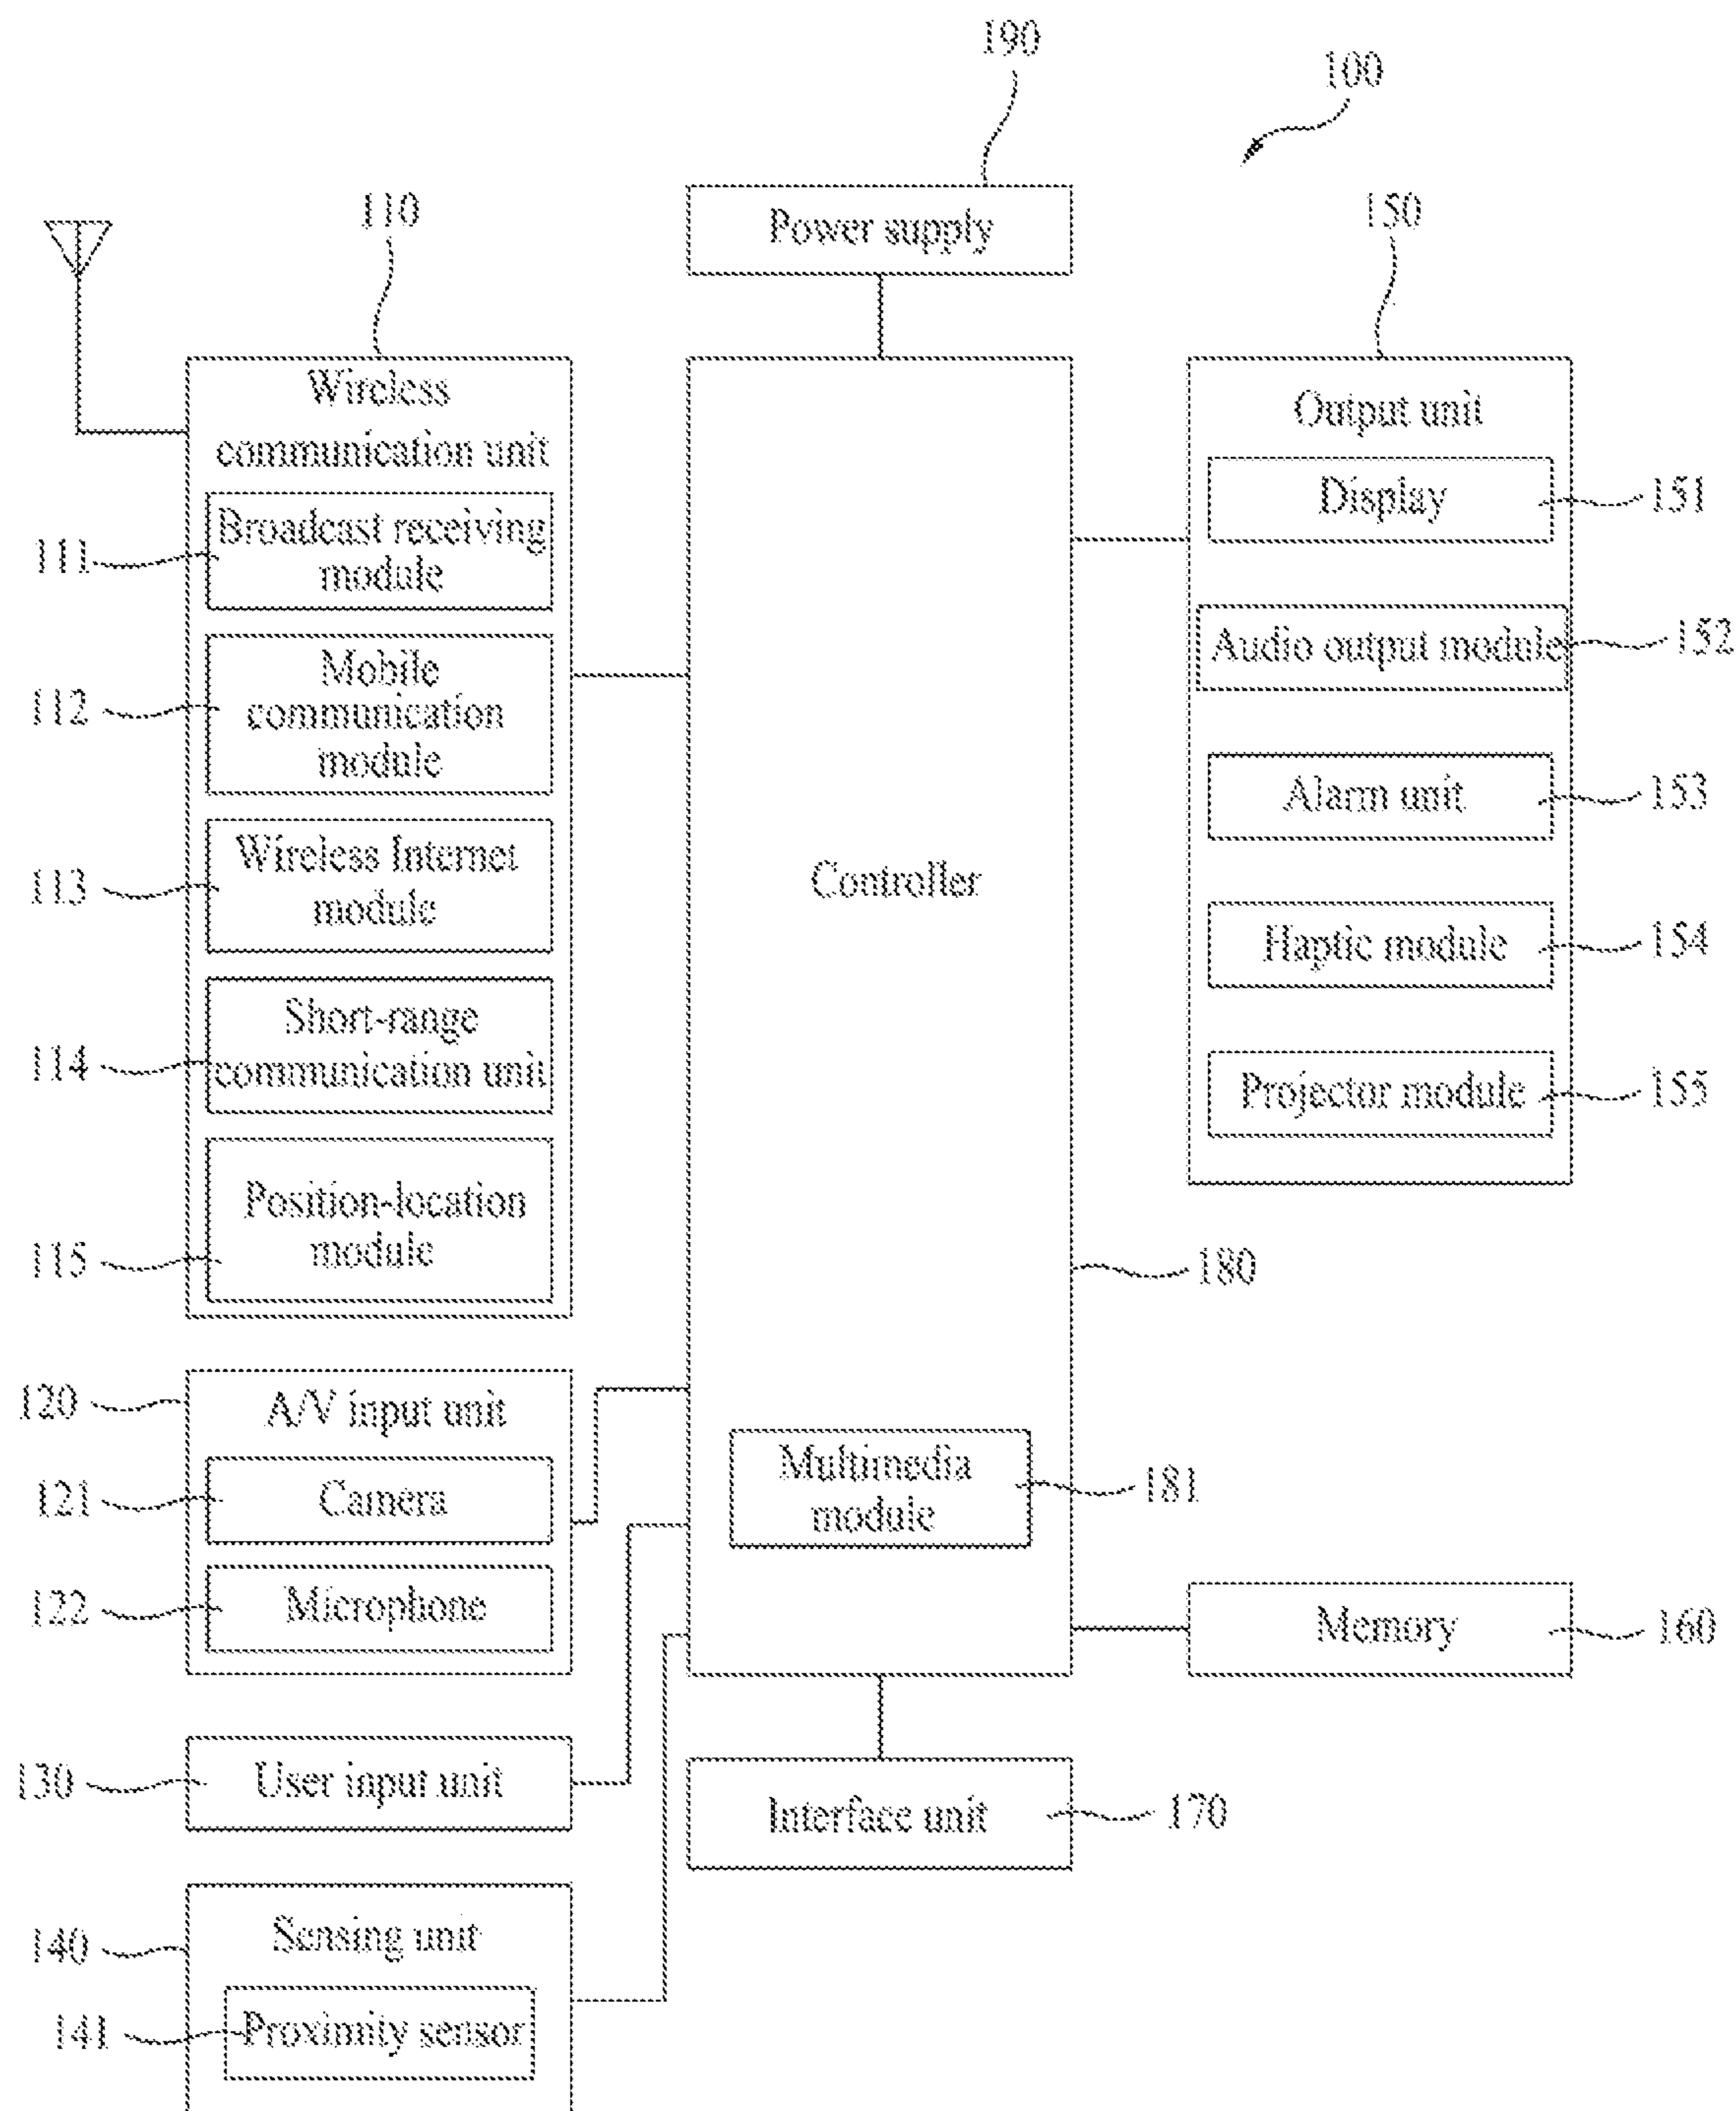 190
100
110
Power supply
150
Wireless
communication unit
111
Broadcast receiving
module
112
Mobile
communication
module
113
Wireless Internet
module
114
Short-range
communication unit
115
Position-location
module
120
A/V input unit
121
Camera
122
Microphone
130
User input unit
140
Sensing unit
141
Proximity sensor
Controller
180
Multimedia
module
181
Interface unit
170
Output unit
Display
151
Audio output module
152
Alarm unit
153
Haptic module
154
Projector module
155
Memory
160